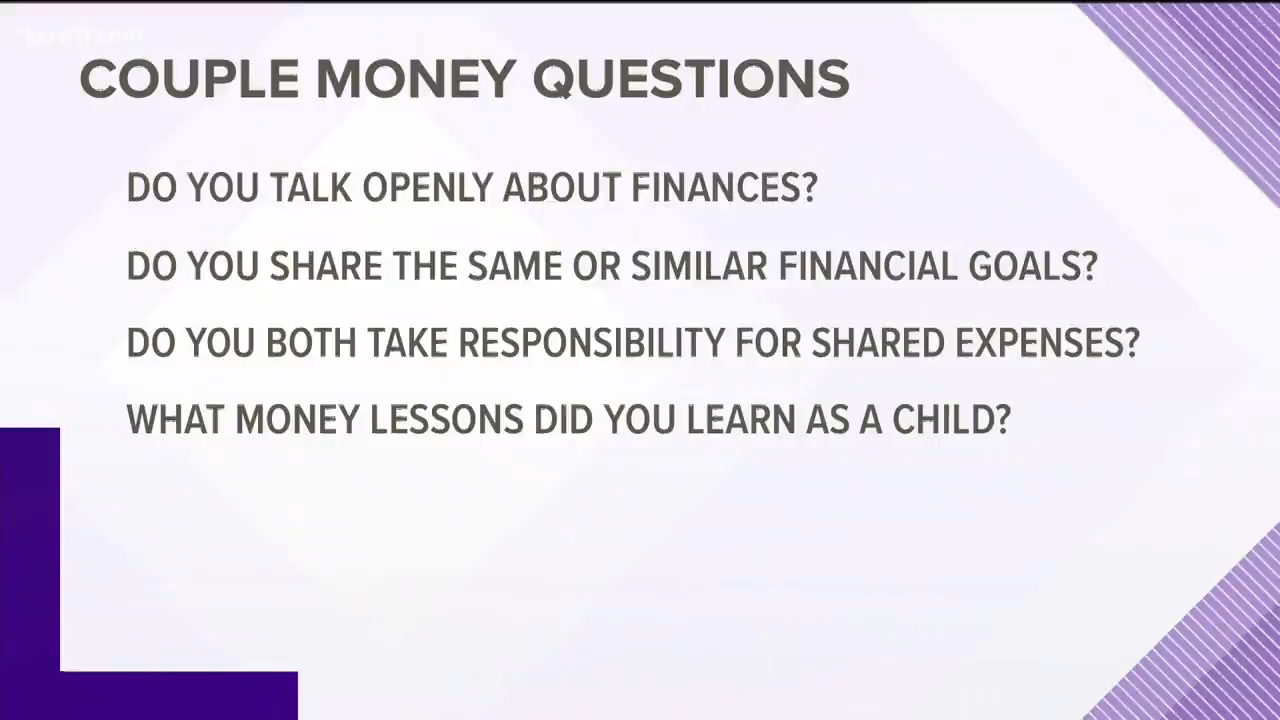 COUPLE MONEY QUESTIONS
DO YOU TALK OPENLY ABOUT FINANCES?
DO YOU SHARE THE SAME OR SIMILAR FINANCIAL GOALS?
DO YOU BOTH TAKE RESPONSIBILITY FOR SHARED EXPENSES?
WHAT MONEY LESSONS DID YOU LEARN AS A CHILD?